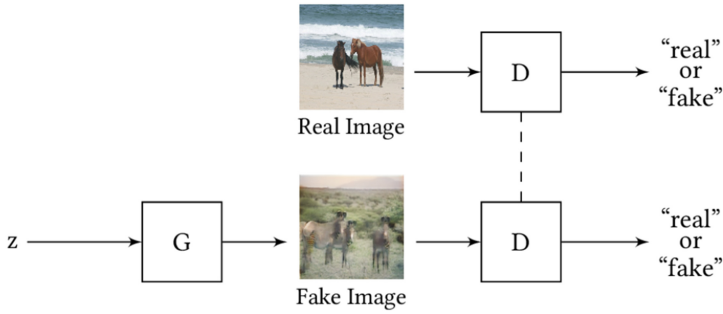 D
“real”
or
“fake”
Real Image
z
G
D
“real”
or
“fake”
Fake Image